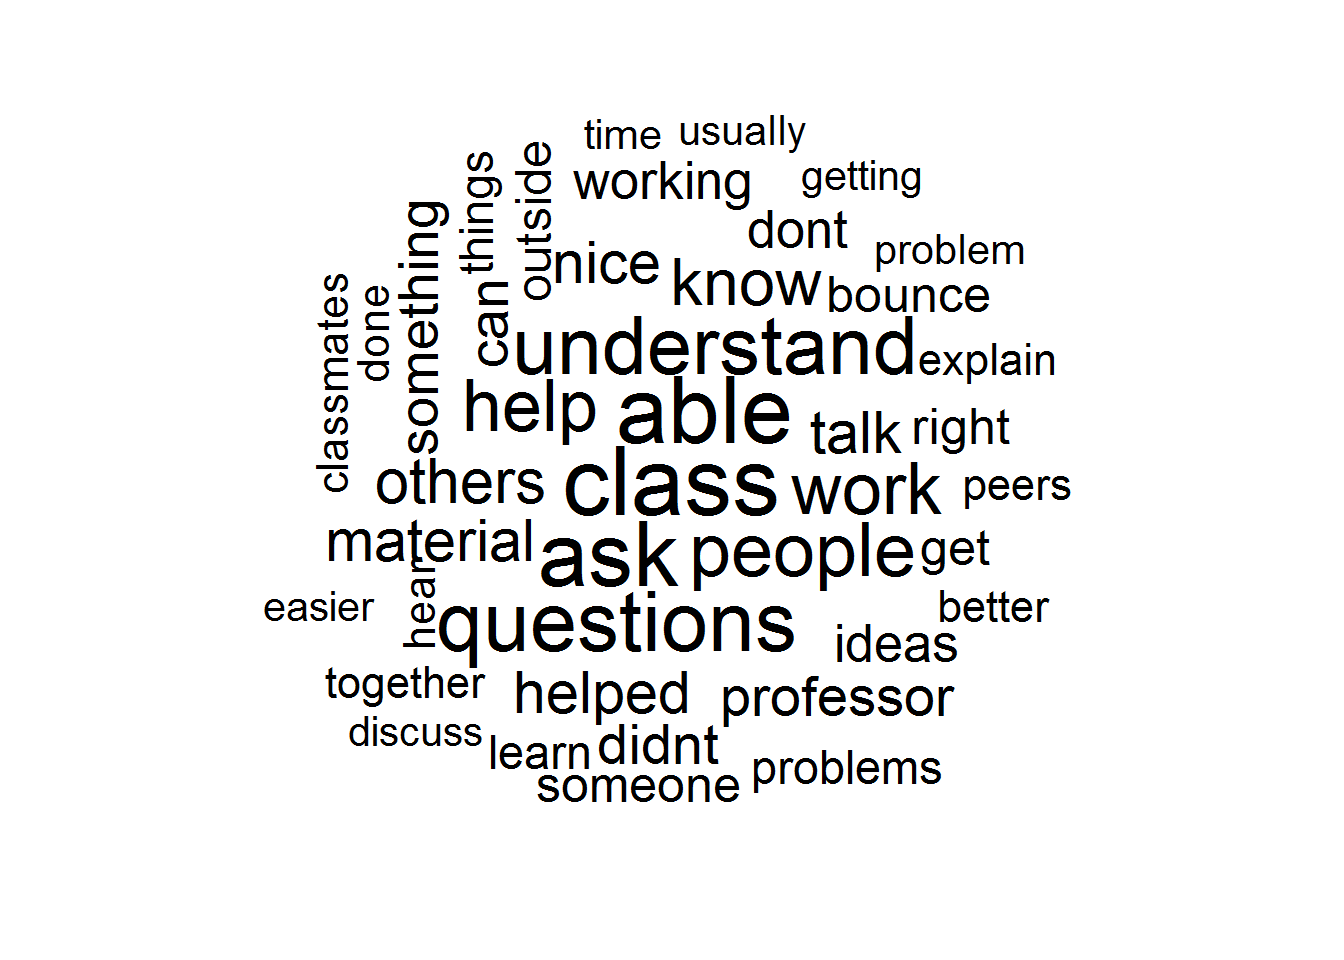 time usually
working getting
things
outside
something
dont
problem
nice
know
bounce
classmates
done
can
understand
explain
help
able
talk
right
others
class
work
peers
material
ask
people
get
hear
easier
questions
better
ideas
together
helped
professor
discuss
learn
didnt
someone
problems